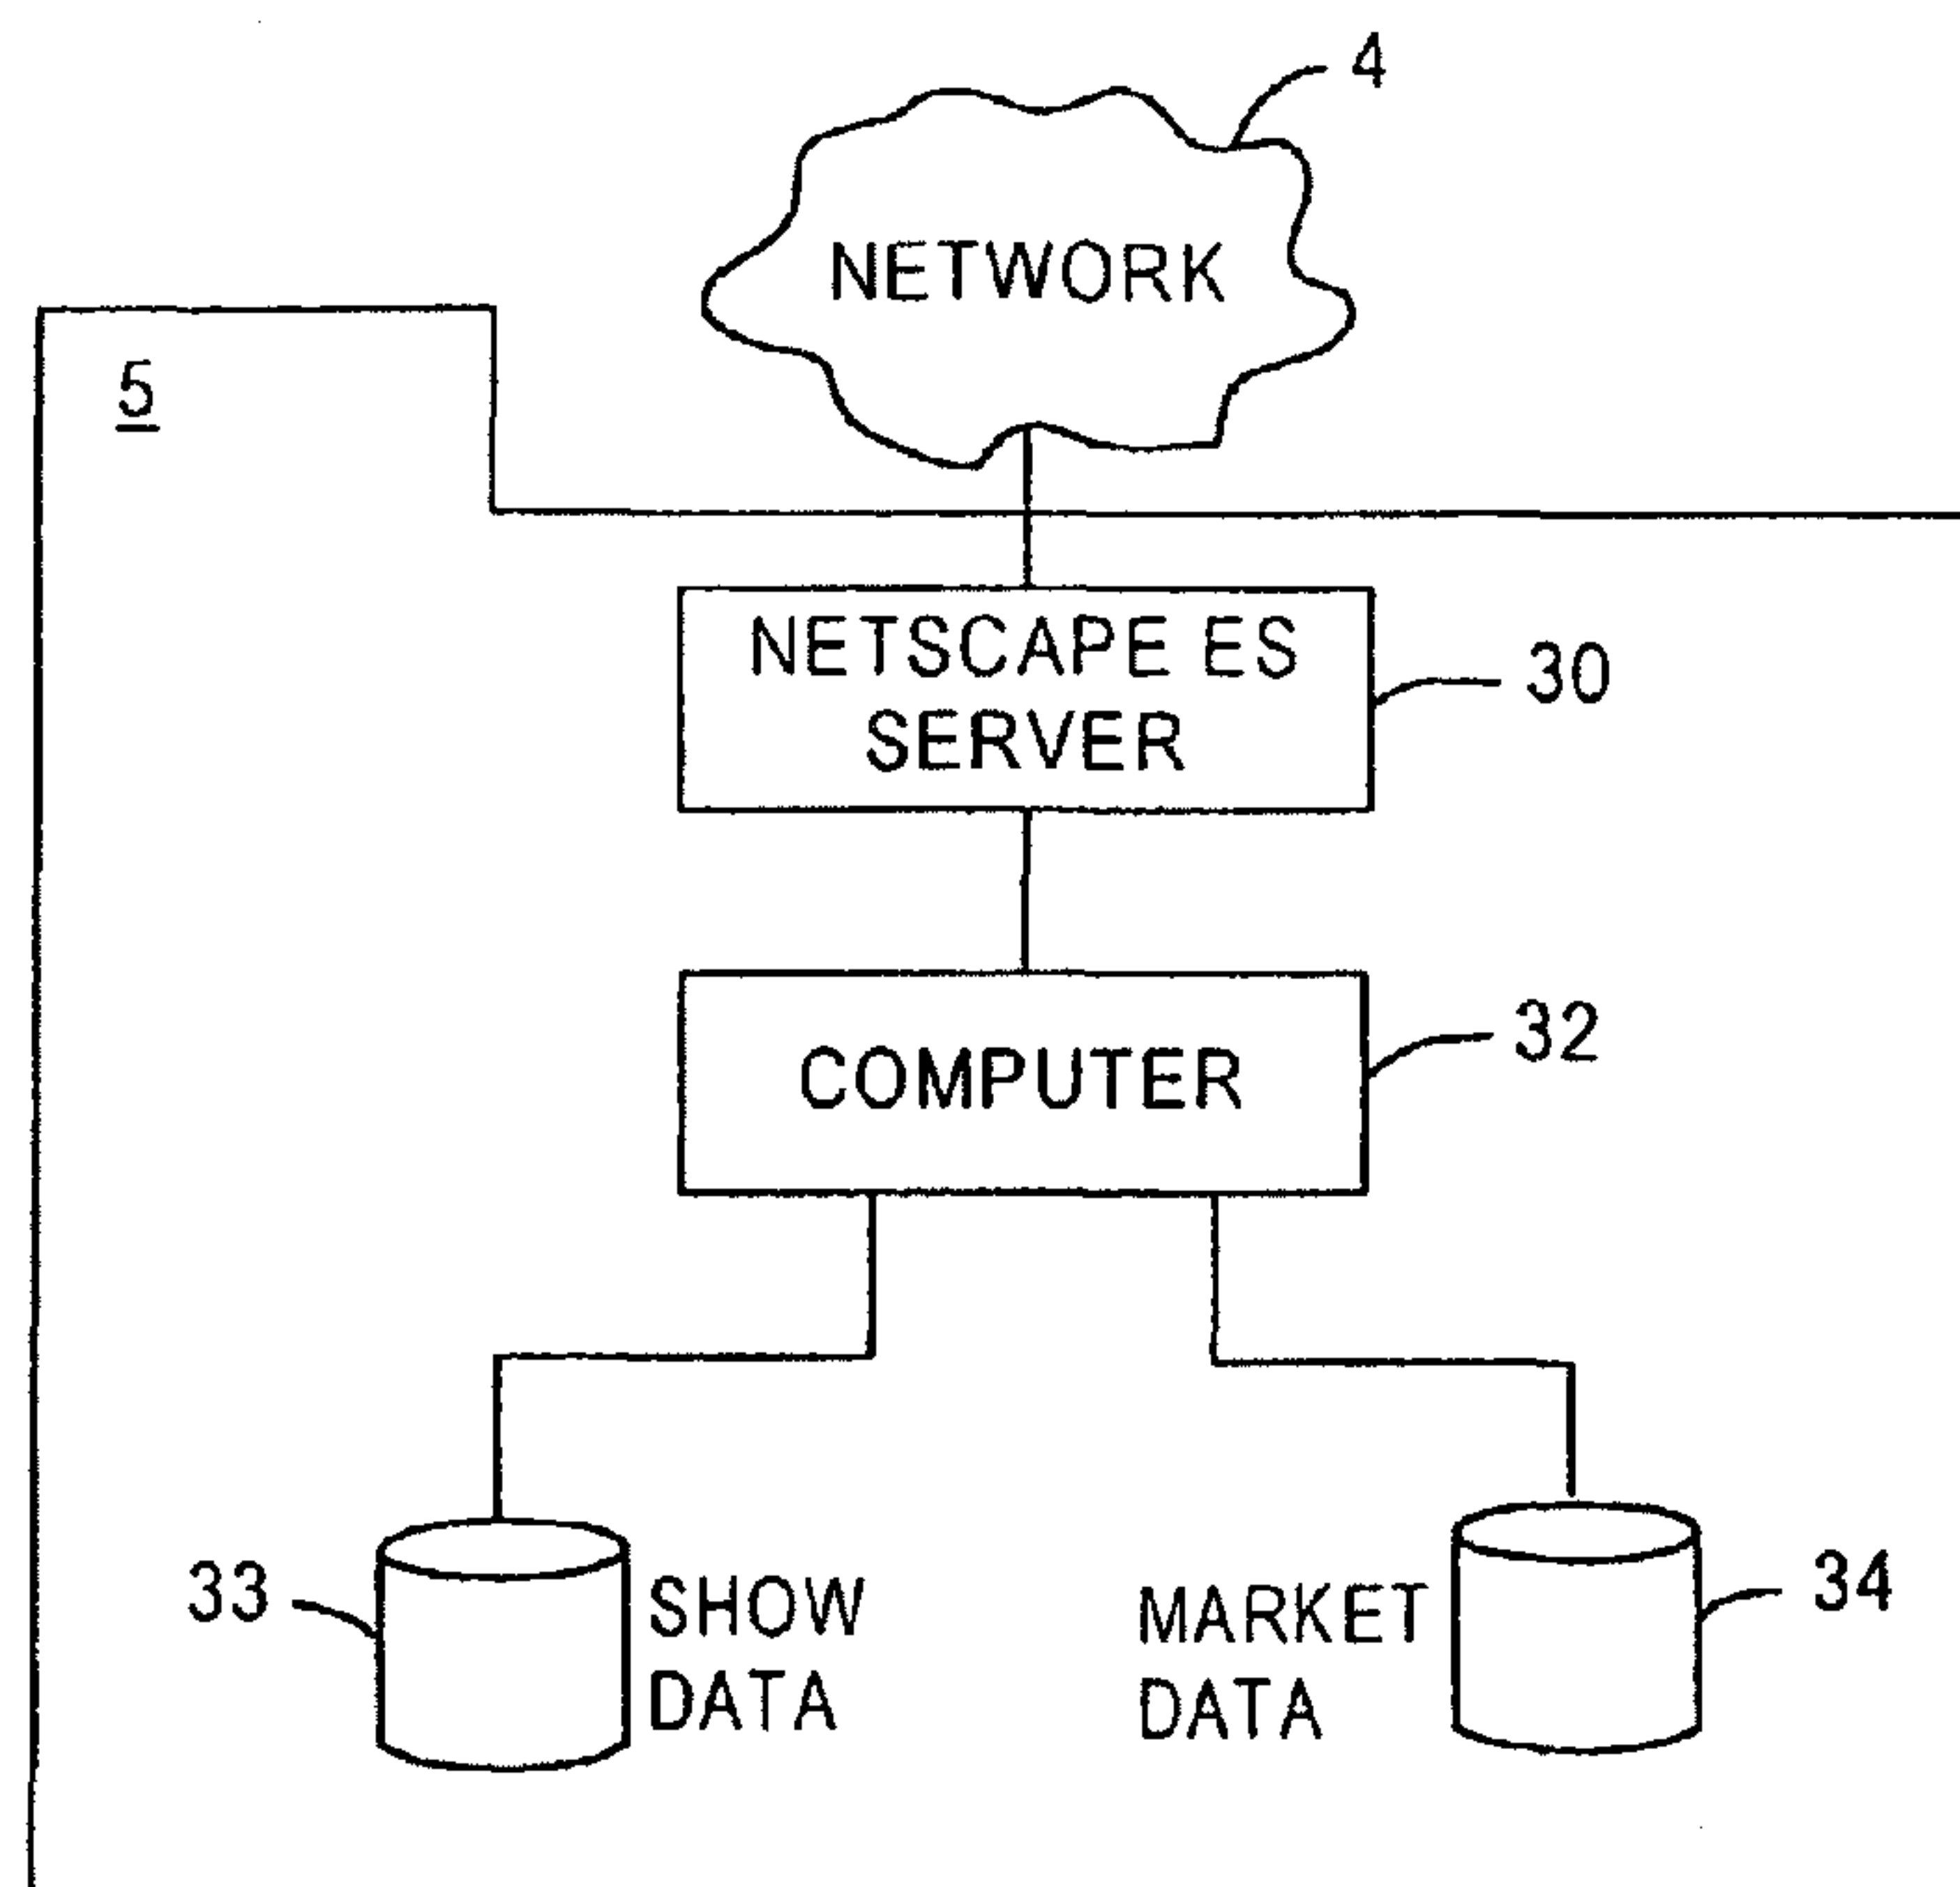 4
NETWORK
5
NETSCAPE ES
SERVER
30
COMPUTER
32
33
SHOW
DATA
MARKET
DATA
34